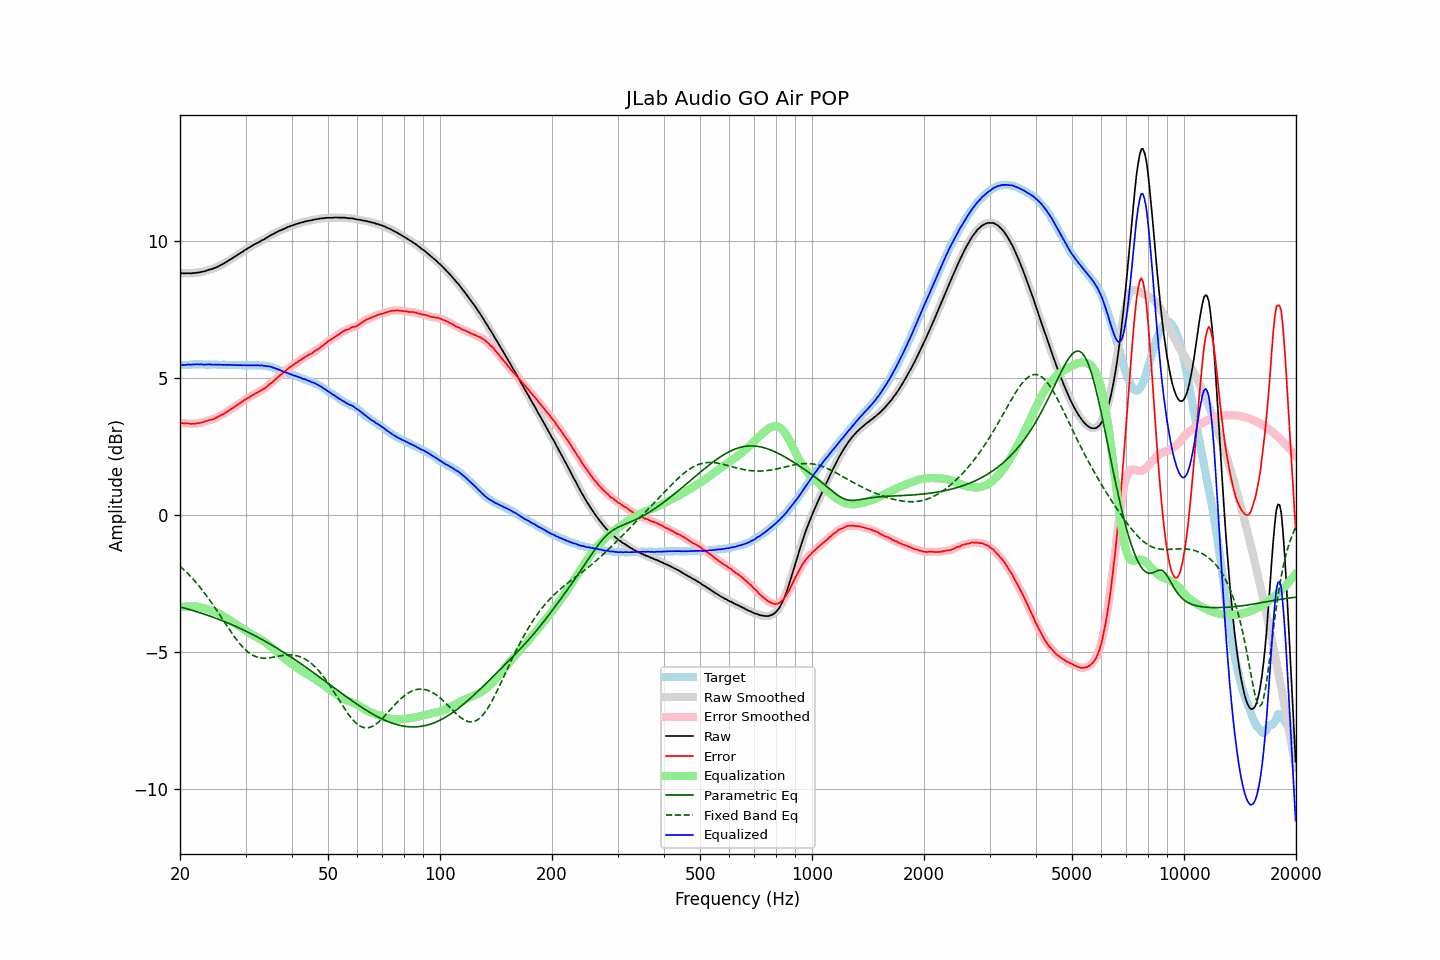 JLab Audio GO Air POP
Amplitude (dBr)
10
5
0
−5
−10
20
50
100
200
500
1000
2000
5000
10000
20000
Frequency (Hz)
Target
Raw Smoothed
Error Smoothed
Raw
Error
Equalization
Parametric Eq
Fixed Band Eq
Equalized